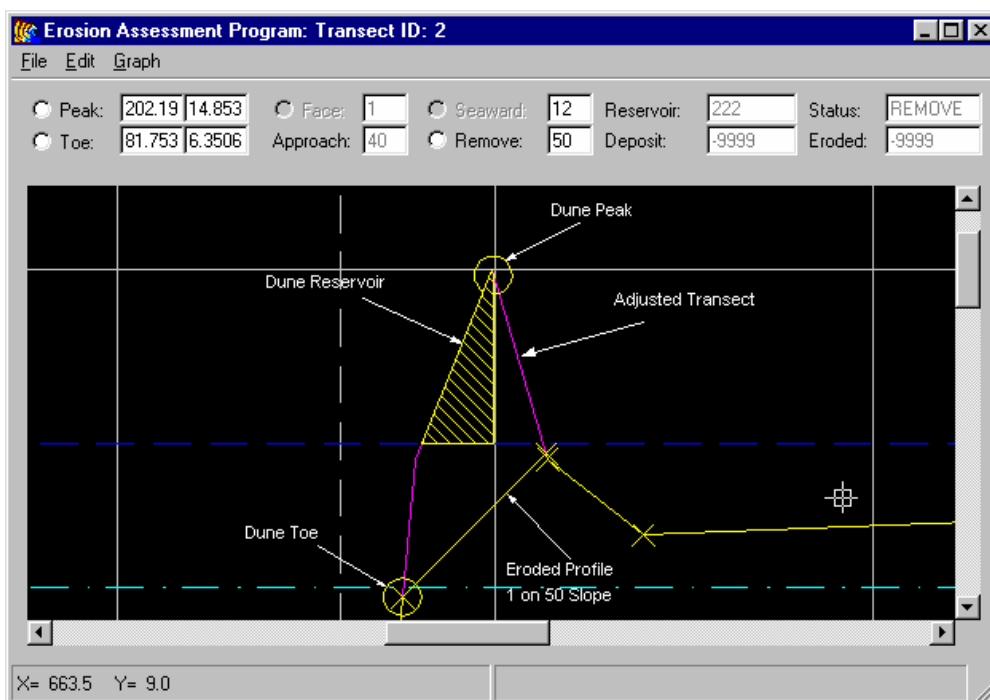 Erosion Assessment Program: Transect ID: 2
File Edit Graph
Peak: 202.19 14.853 Face: 1 Seaward: 12 Reservoir: 222 Status: REMOVE
Toe: 81.753 6.3506 Approach: 40 Remove: 50 Deposit: -9999 Eroded: -9999
Dune Peak
Dune Reservoir
Adjusted Transect
Dune Toe
Eroded Profile
1 on 50 Slope
X= 663.5 Y= 9.0